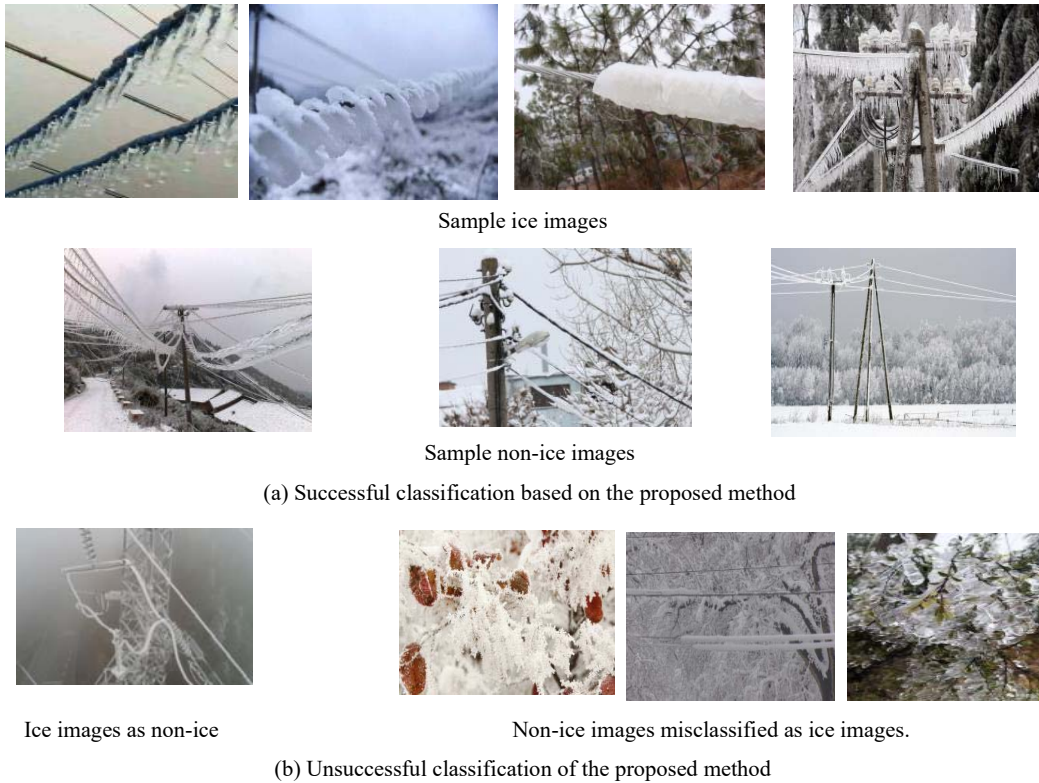 Sample ice images
Sample non-ice images
(a) Successful classification based on the proposed method
Ice images as non-ice
Non-ice images misclassified as ice images.
(b) Unsuccessful classification of the proposed method